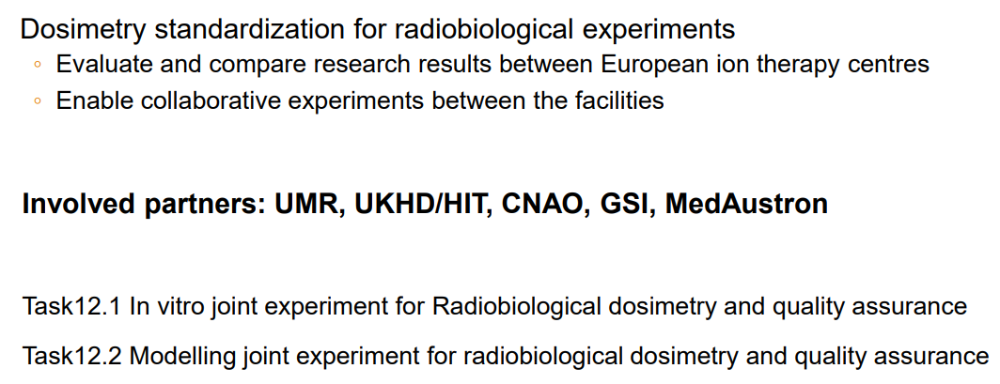 Dosimetry standardization for radiobiological experiments
◦ Evaluate and compare research results between European ion therapy centres
◦ Enable collaborative experiments between the facilities
Involved partners: UMR, UKHD/HIT, CNAO, GSI, MedAustron
Task12.1 In vitro joint experiment for Radiobiological dosimetry and quality assurance
Task12.2 Modelling joint experiment for radiobiological dosimetry and quality assurance